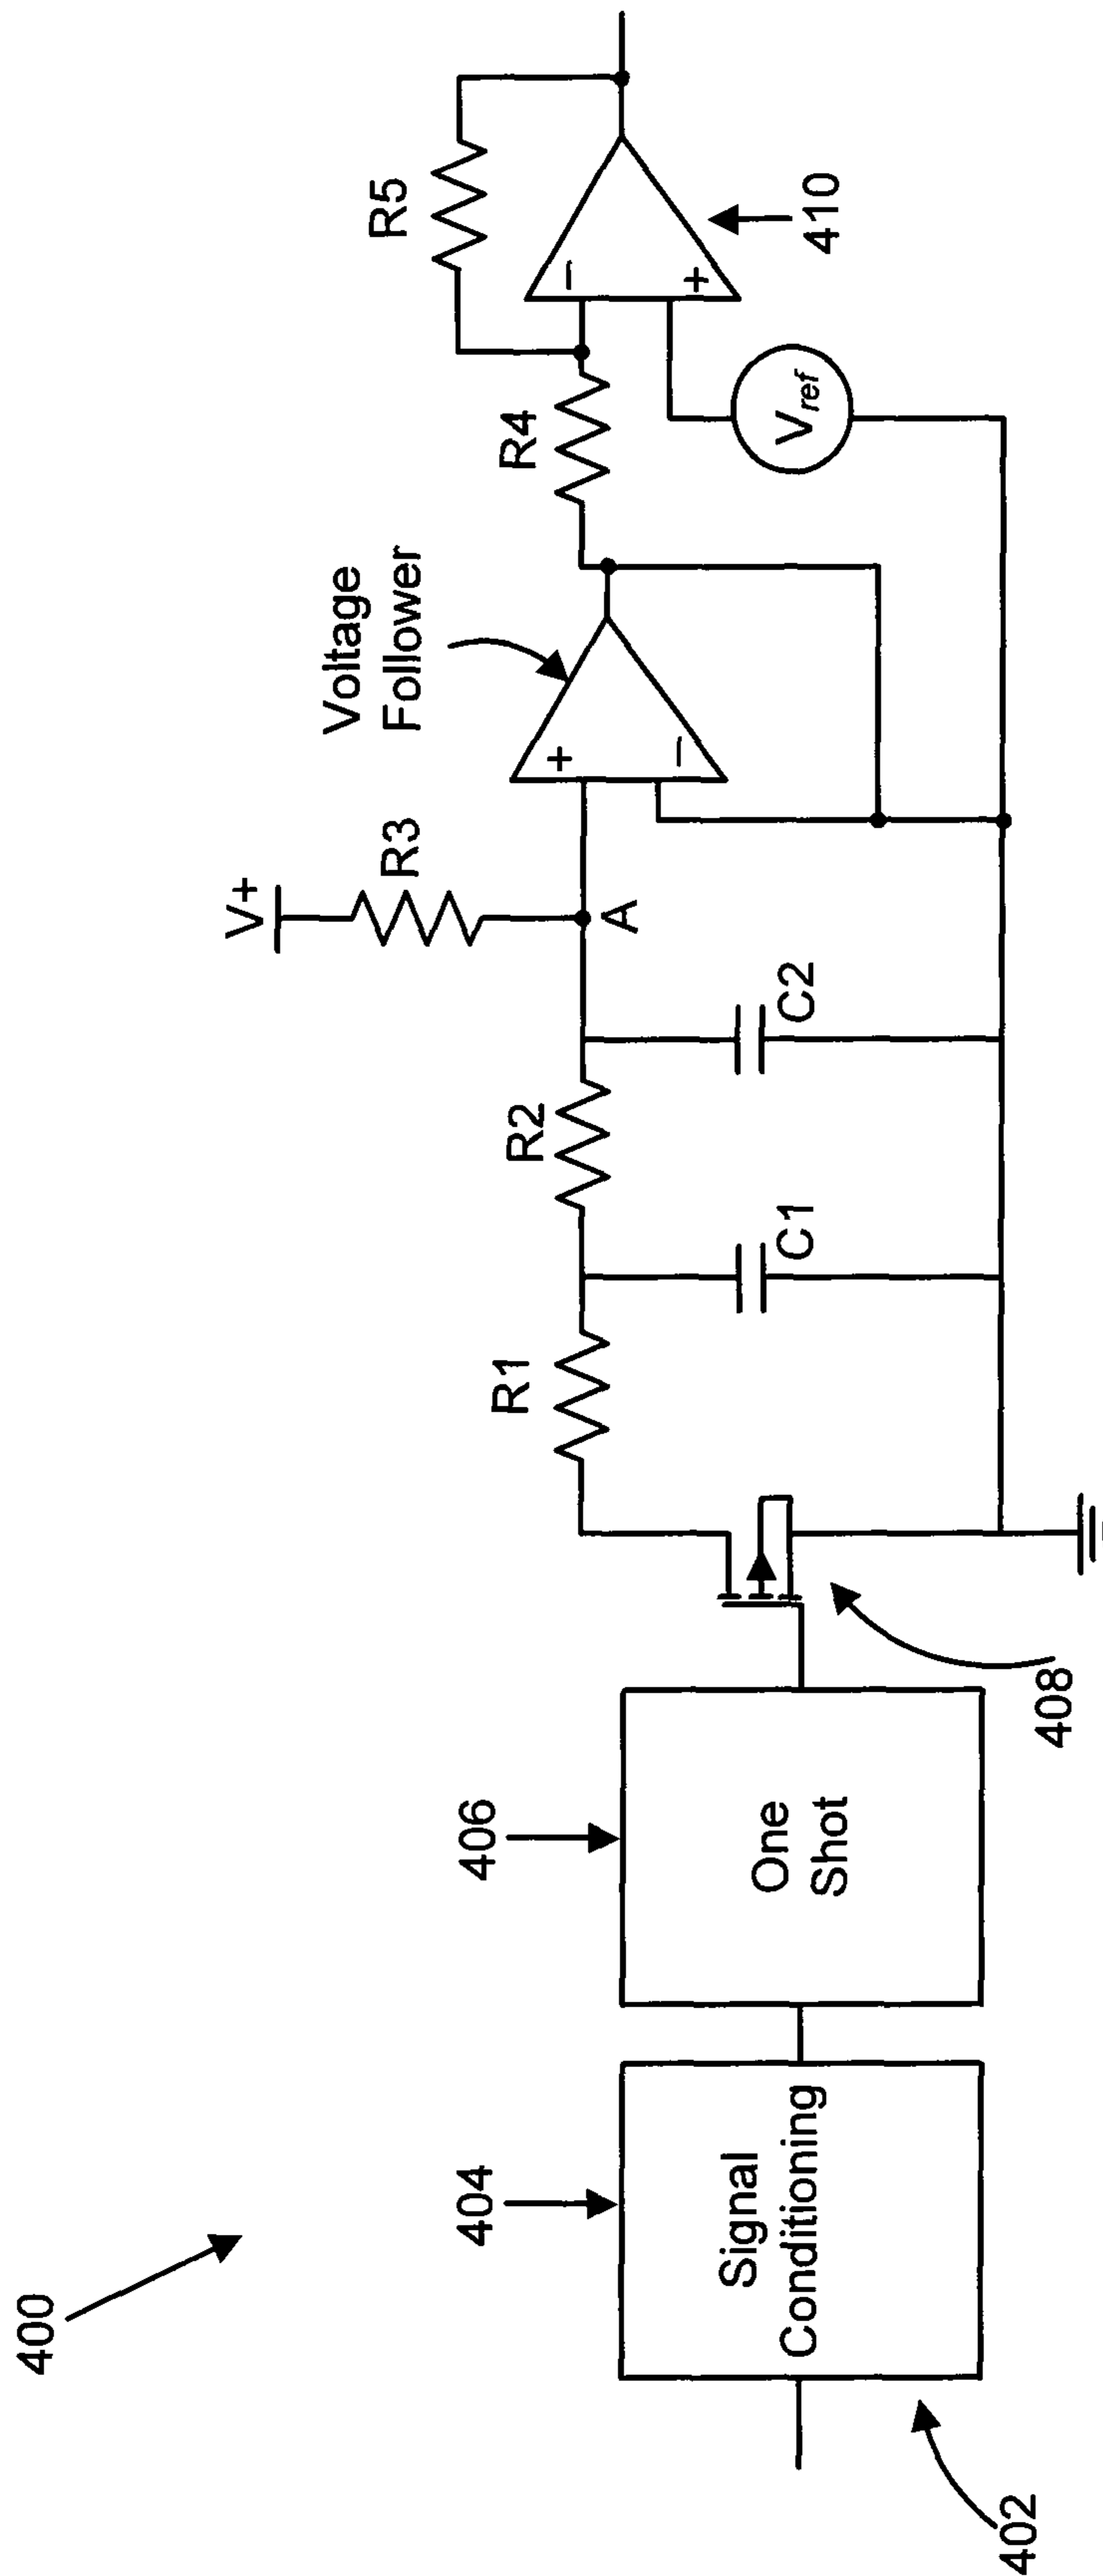 400
402
404
Signal
Conditioning
406
One
Shot
408
R1
C1
R2
C2
V+
R3
A
Voltage
Follower
+
−
R4
R5
−
+
Vref
410